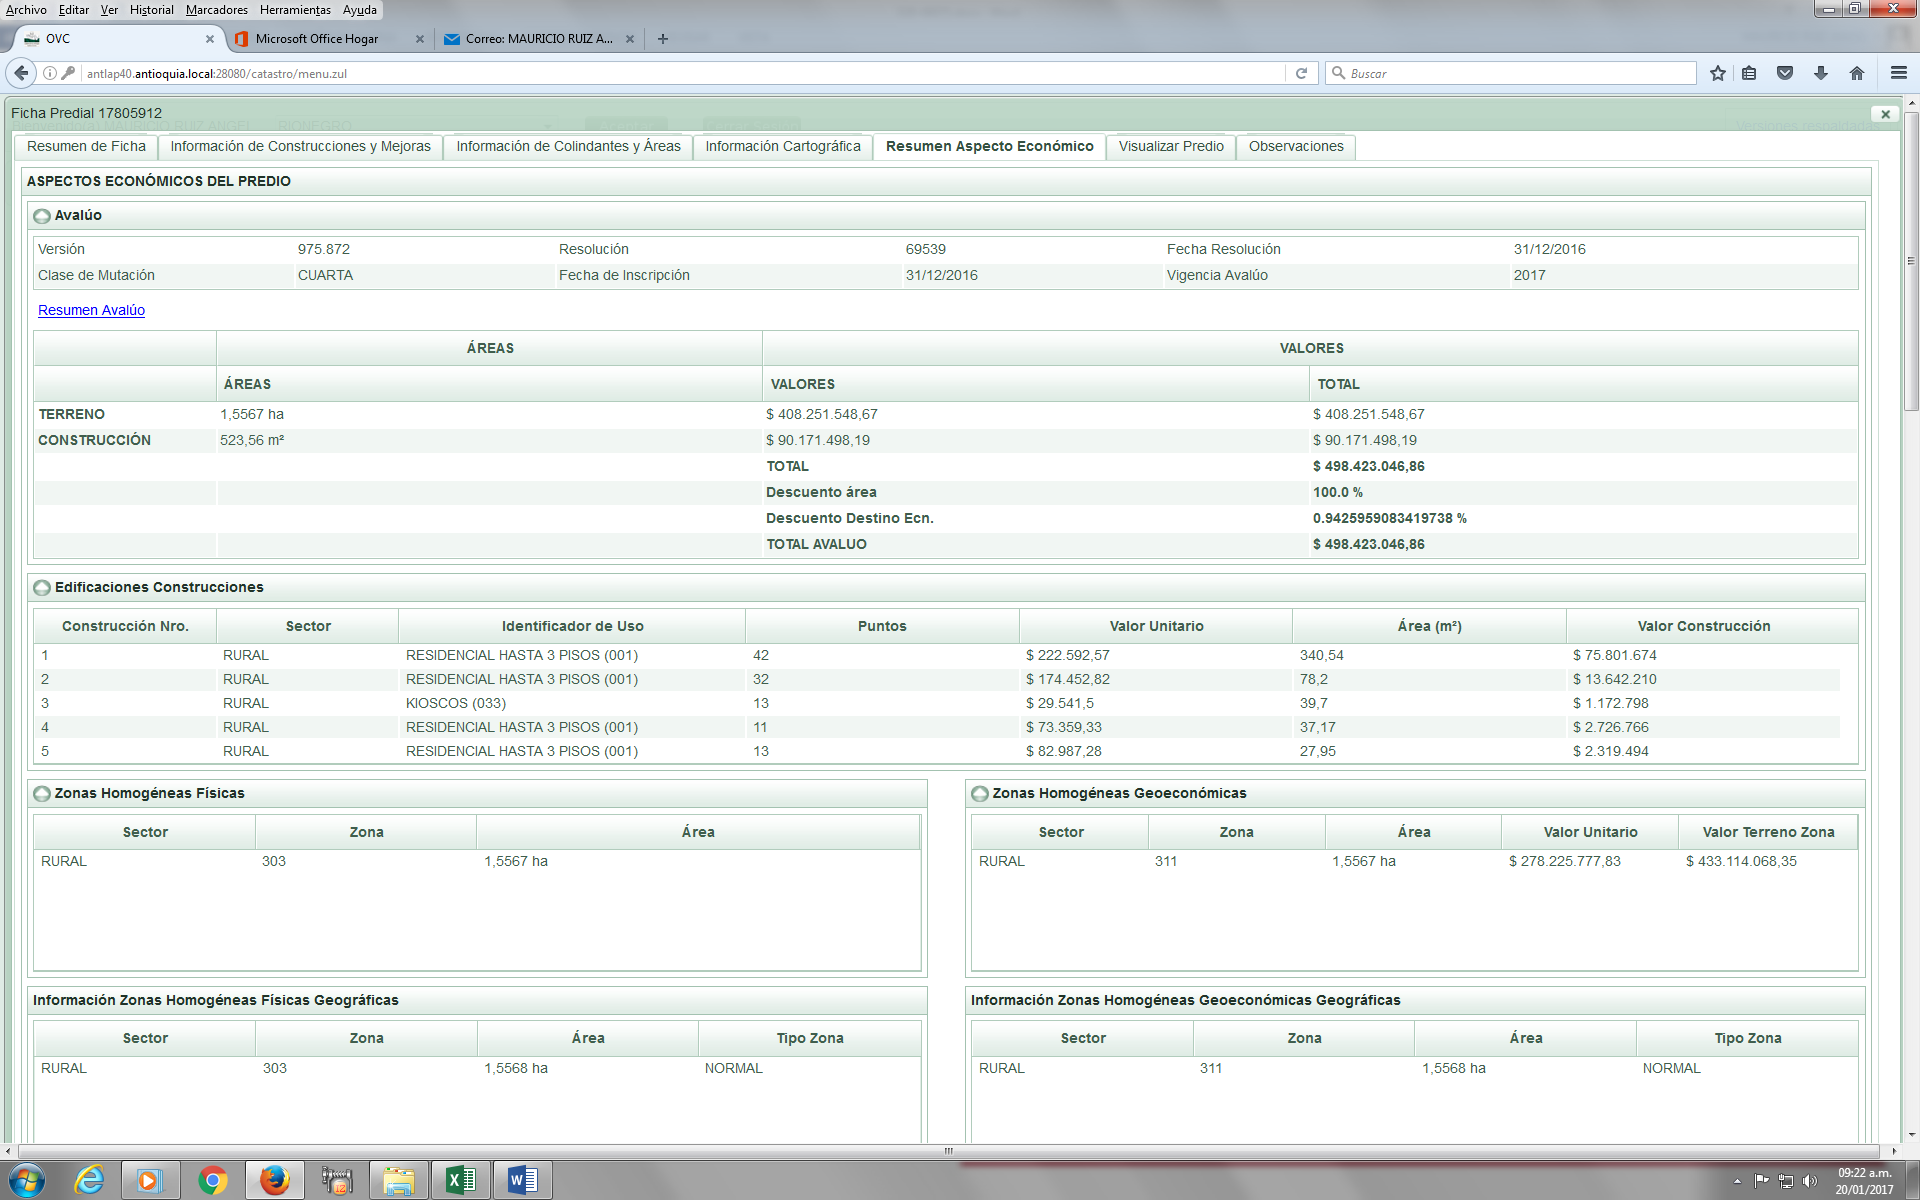 Archivo Editar Ver Historial Marcadores Herramientas Ayuda
OVC
Microsoft Office Hogar
Correo: MAURICIO RUIZ A...
antlap40.antioquia.local:28080/catastro/menu.zul
Buscar
Ficha Predial 17805912
Resumen de Ficha
Información de Construcciones y Mejoras
Información de Colindantes y Áreas
Información Cartográfica
Resumen Aspecto Económico
Visualizar Predio
Observaciones
ASPECTOS ECONÓMICOS DEL PREDIO
Avalúo
Versión 975.872 Resolución 69539 Fecha Resolución 31/12/2016
Clase de Mutación CUARTA Fecha de Inscripción 31/12/2016 Vigencia Avalúo 2017
Resumen Avalúo
ÁREAS VALORES
ÁREAS VALORES TOTAL
TERRENO 1,5567 ha $ 408.251.548,67 $ 408.251.548,67
CONSTRUCCIÓN 523,56 m² $ 90.171.498,19 $ 90.171.498,19
TOTAL $ 498.423.046,86
Descuento área 100.0 %
Descuento Destino Ecn. 0.9425959083419738 %
TOTAL AVALUO $ 498.423.046,86
Edificaciones Construcciones
Construcción Nro. Sector Identificador de Uso Puntos Valor Unitario Área (m²) Valor Construcción
1 RURAL RESIDENCIAL HASTA 3 PISOS (001) 42 $ 222.592,57 340,54 $ 75.801.674
2 RURAL RESIDENCIAL HASTA 3 PISOS (001) 32 $ 174.452,82 78,2 $ 13.642.210
3 RURAL KIOSCOS (033) 13 $ 29.541,5 39,7 $ 1.172.798
4 RURAL RESIDENCIAL HASTA 3 PISOS (001) 11 $ 73.359,33 37,17 $ 2.726.766
5 RURAL RESIDENCIAL HASTA 3 PISOS (001) 13 $ 82.987,28 27,95 $ 2.319.494
Zonas Homogéneas Físicas
Sector Zona Área
RURAL 303 1,5567 ha
Zonas Homogéneas Geoeconómicas
Sector Zona Área Valor Unitario Valor Terreno Zona
RURAL 311 1,5567 ha $ 278.225.777,83 $ 433.114.068,35
Información Zonas Homogéneas Físicas Geográficas
Sector Zona Área Tipo Zona
RURAL 303 1,5568 ha NORMAL
Información Zonas Homogéneas Geoeconómicas Geográficas
Sector Zona Área Tipo Zona
RURAL 311 1,5568 ha NORMAL
09:22 a.m.
20/01/2017